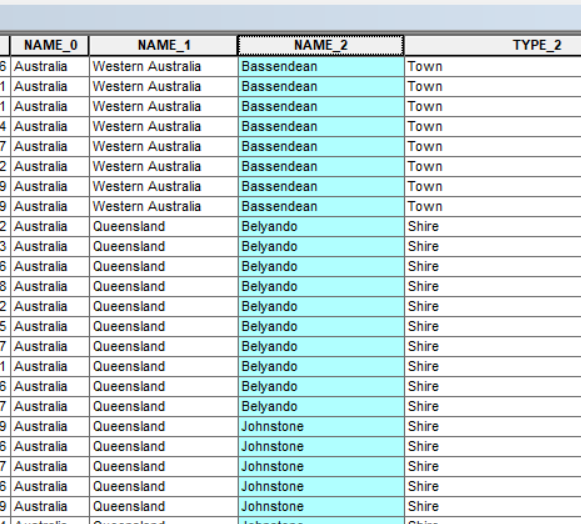 NAME_0 NAME_1 NAME_2 TYPE_2
6 Australia Western Australia Bassendean Town
1 Australia Western Australia Bassendean Town
1 Australia Western Australia Bassendean Town
4 Australia Western Australia Bassendean Town
7 Australia Western Australia Bassendean Town
2 Australia Western Australia Bassendean Town
9 Australia Western Australia Bassendean Town
9 Australia Western Australia Bassendean Town
2 Australia Queensland Belyando Shire
3 Australia Queensland Belyando Shire
6 Australia Queensland Belyando Shire
8 Australia Queensland Belyando Shire
2 Australia Queensland Belyando Shire
5 Australia Queensland Belyando Shire
7 Australia Queensland Belyando Shire
1 Australia Queensland Belyando Shire
6 Australia Queensland Belyando Shire
7 Australia Queensland Belyando Shire
9 Australia Queensland Johnstone Shire
6 Australia Queensland Johnstone Shire
7 Australia Queensland Johnstone Shire
6 Australia Queensland Johnstone Shire
9 Australia Queensland Johnstone Shire
Australia Queensland Johnstone Shire